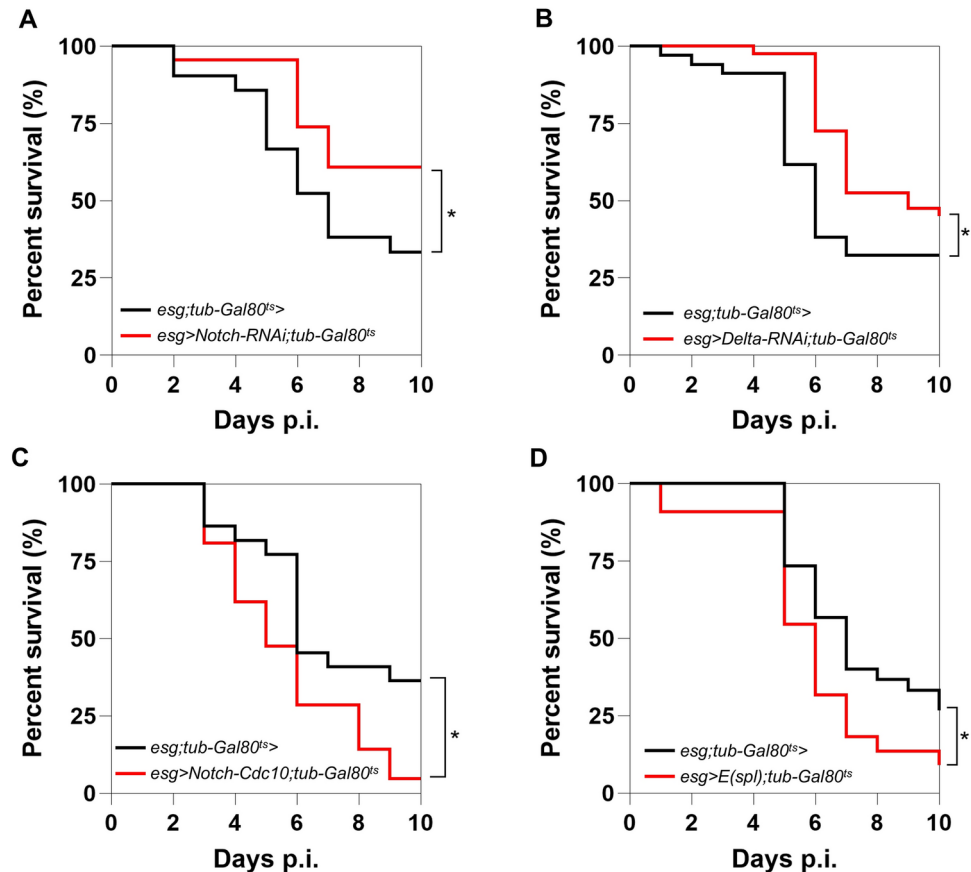 A
Percent survival (%)
100
75
50
25
0
esg;tub-Gal80ts>
esg>Notch-RNAi;tub-Gal80ts
*
0 2 4 6 8 10
Days p.i.
B
Percent survival (%)
100
75
50
25
0
esg;tub-Gal80ts>
esg>Delta-RNAi;tub-Gal80ts
*
0 2 4 6 8 10
Days p.i.
C
Percent survival (%)
100
75
50
25
0
esg;tub-Gal80ts>
esg>Notch-Cdc10;tub-Gal80ts
*
0 2 4 6 8 10
Days p.i.
D
Percent survival (%)
100
75
50
25
0
esg;tub-Gal80ts>
esg>E(spl);tub-Gal80ts
*
0 2 4 6 8 10
Days p.i.